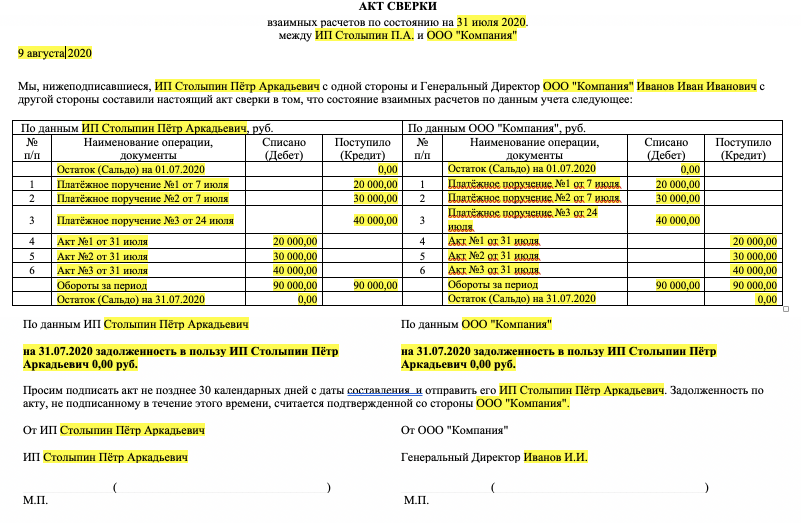 АКТ СВЕРКИ
взаимных расчетов по состоянию на 31 июля 2020.
между ИП Столыпин П.А. и ООО "Компания"
9 августа 2020
Мы, нижеподписавшиеся, ИП Столыпин Пётр Аркадьевич с одной стороны и Генеральный Директор ООО "Компания" Иванов Иван Иванович с
другой стороны составили настоящий акт сверки в том, что состояние взаимных расчетов по данным учета следующее:
По данным ИП Столыпин Пётр Аркадьевич, руб. По данным ООО "Компания", руб.
№ Наименование операции, Списано Поступило № Наименование операции, Списано Поступило
п/п документы (Дебет) (Кредит) п/п документы (Дебет) (Кредит)
Остаток (Сальдо) на 01.07.2020 0,00 Остаток (Сальдо) на 01.07.2020 0,00
1 Платёжное поручение №1 от 7 июля 20 000,00 1 Платёжное поручение №1 от 7 июля 20 000,00
2 Платёжное поручение №2 от 7 июля 30 000,00 2 Платёжное поручение №2 от 7 июля 30 000,00
3 Платёжное поручение №3 от 24 июля 40 000,00 3 Платёжное поручение №3 от 24 40 000,00
июля
4 Акт №1 от 31 июля 20 000,00 4 Акт №1 от 31 июля 20 000,00
5 Акт №2 от 31 июля 30 000,00 5 Акт №2 от 31 июля 30 000,00
6 Акт №3 от 31 июля 40 000,00 6 Акт №3 от 31 июля 40 000,00
Обороты за период 90 000,00 90 000,00 Обороты за период 90 000,00 90 000,00
Остаток (Сальдо) на 31.07.2020 0,00 Остаток (Сальдо) на 31.07.2020 0,00
По данным ИП Столыпин Пётр Аркадьевич По данным ООО "Компания"
на 31.07.2020 задолженность в пользу ИП Столыпин Пётр на 31.07.2020 задолженность в пользу ИП Столыпин Пётр
Аркадьевич 0,00 руб. Аркадьевич 0,00 руб.
Просим подписать акт не позднее 30 календарных дней с даты составления и отправить его ИП Столыпин Пётр Аркадьевич. Задолженность по
акту, не подписанному в течение этого времени, считается подтвержденной со стороны ООО "Компания".
От ИП Столыпин Пётр Аркадьевич От ООО "Компания"
ИП Столыпин Пётр Аркадьевич Генеральный Директор Иванов И.И.
( ) ( )
М.П. М.П.